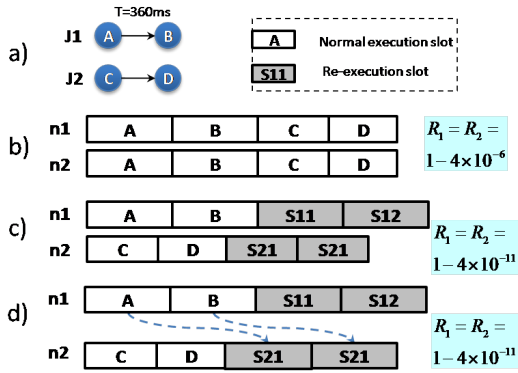 T=360ms
a)
J1 A B
J2 C D
A Normal execution slot
S11 Re-execution slot
b)
n1 A B C D
n2 A B C D
R₁ = R₂ =
1−4×10⁻⁶
c)
n1 A B S11 S12
n2 C D S21 S21
R₁ = R₂ =
1−4×10⁻¹¹
d)
n1 A B S11 S12
n2 C D S21 S21
R₁ = R₂ =
1−4×10⁻¹¹